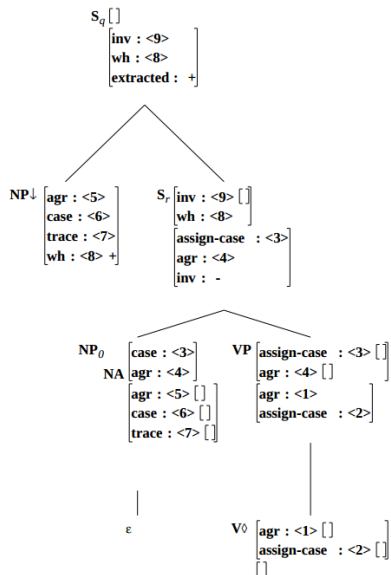 S_q []
inv : <9>
wh : <8>
extracted : +
NP↓ agr : <5>
case : <6>
trace : <7>
wh : <8> +
S_r inv : <9> []
wh : <8>
assign-case : <3>
agr : <4>
inv : -
NP_0 case : <3>
NA agr : <4>
agr : <5> []
case : <6> []
trace : <7> []
VP assign-case : <3> []
agr : <4> []
agr : <1>
assign-case : <2>
ε
V◊ agr : <1> []
assign-case : <2> []
[]